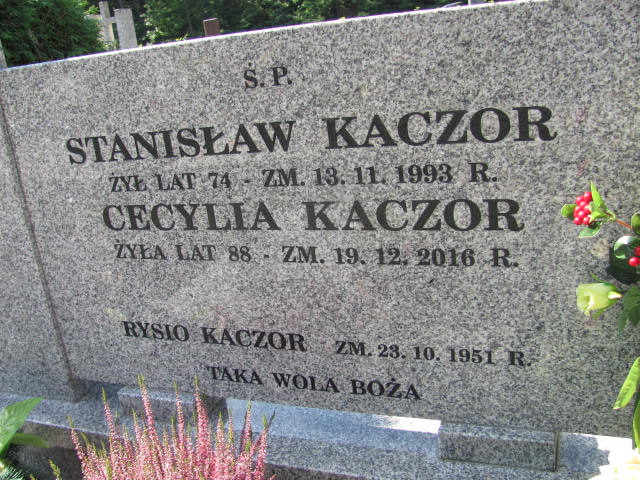 Ś.P.
STANISŁAW KACZOR
ŻYŁ LAT 74 - ZM. 13. 11. 1993 R.
CECYLIA KACZOR
ŻYŁA LAT 88 - ZM. 19. 12. 2016 R.
RYSIO KACZOR ZM. 23. 10. 1951 R.
TAKA WOLA BOŻA